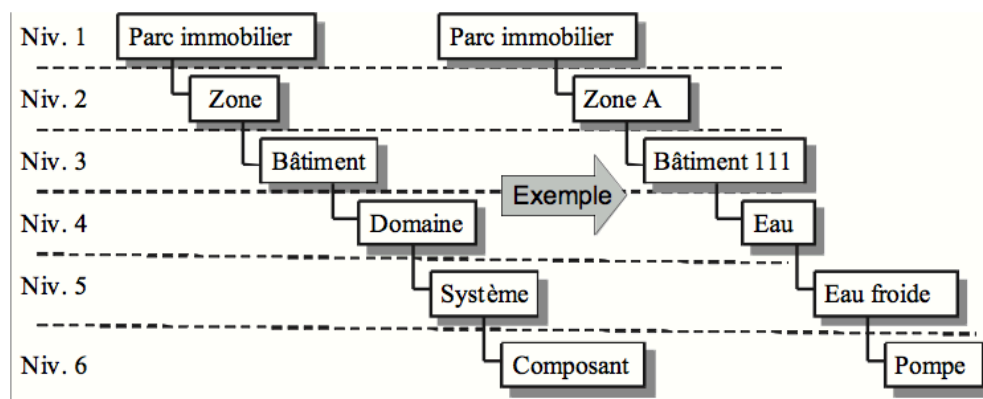 Niv. 1 Parc immobilier Parc immobilier
Niv. 2 Zone Zone A
Niv. 3 Bâtiment Bâtiment 111
Exemple
Niv. 4 Domaine Eau
Niv. 5 Système Eau froide
Niv. 6 Composant Pompe